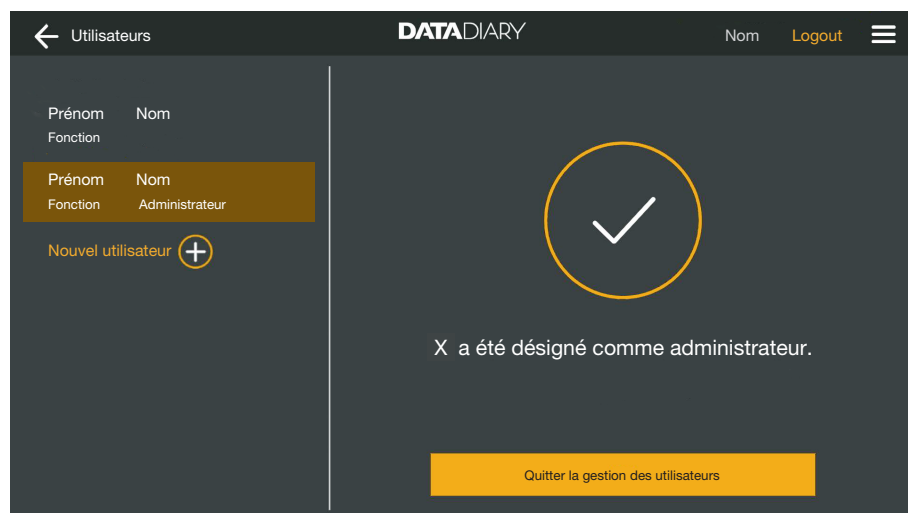 Utilisateurs
DATADIARY
Nom
Logout
Prénom Nom
Fonction
Prénom Nom
Fonction Administrateur
Nouvel utilisateur
X a été désigné comme administrateur.
Quitter la gestion des utilisateurs